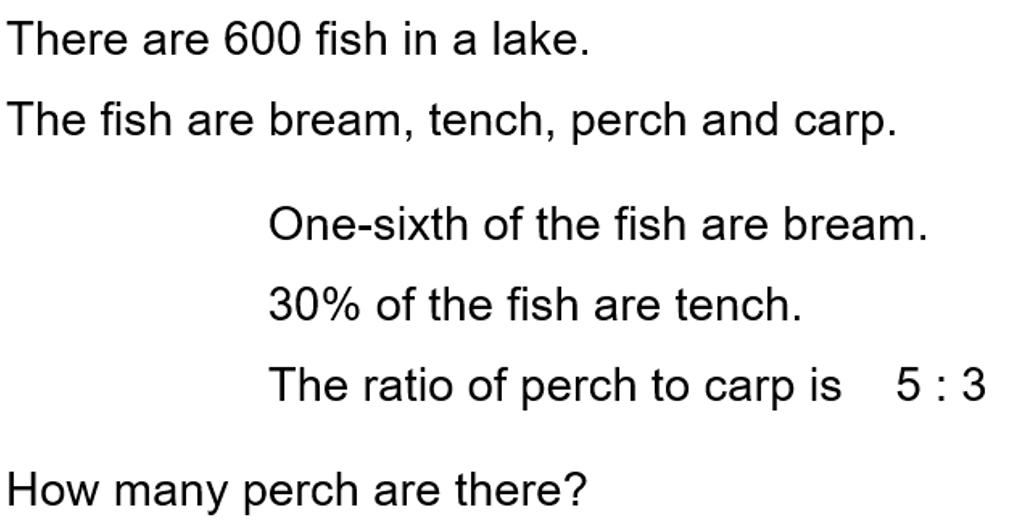 There are 600 fish in a lake.
The fish are bream, tench, perch and carp.
One-sixth of the fish are bream.
30% of the fish are tench.
The ratio of perch to carp is 5 : 3
How many perch are there?